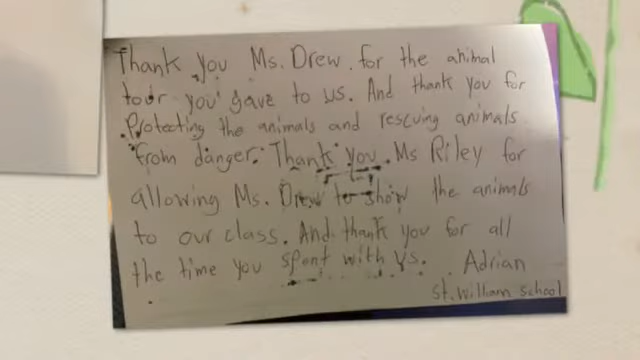 Thank you Ms. Drew for the animal
tour you gave to us. And thank you for
Protecting the animals and rescuing animals
from danger. Thank you Ms Riley for
allowing Ms. Drew to show the animals
to our class. And thank you for all
the time you spent with Us. Adrian
St. William School